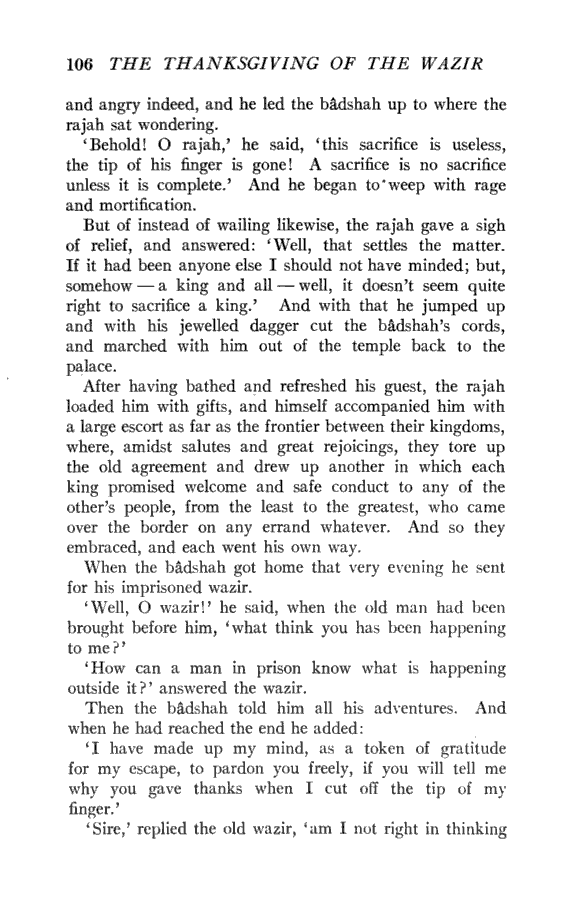 106 THE THANKSGIVING OF THE WAZIR
and angry indeed, and he led the bâdshah up to where the
rajah sat wondering.
'Behold! O rajah,' he said, 'this sacrifice is useless,
the tip of his finger is gone! A sacrifice is no sacrifice
unless it is complete.' And he began to weep with rage
and mortification.
But of instead of wailing likewise, the rajah gave a sigh
of relief, and answered: 'Well, that settles the matter.
If it had been anyone else I should not have minded; but,
somehow — a king and all — well, it doesn't seem quite
right to sacrifice a king.' And with that he jumped up
and with his jewelled dagger cut the bâdshah's cords,
and marched with him out of the temple back to the
palace.
After having bathed and refreshed his guest, the rajah
loaded him with gifts, and himself accompanied him with
a large escort as far as the frontier between their kingdoms,
where, amidst salutes and great rejoicings, they tore up
the old agreement and drew up another in which each
king promised welcome and safe conduct to any of the
other's people, from the least to the greatest, who came
over the border on any errand whatever. And so they
embraced, and each went his own way.
When the bâdshah got home that very evening he sent
for his imprisoned wazir.
'Well, O wazir!' he said, when the old man had been
brought before him, 'what think you has been happening
to me?'
'How can a man in prison know what is happening
outside it?' answered the wazir.
Then the bâdshah told him all his adventures. And
when he had reached the end he added:
'I have made up my mind, as a token of gratitude
for my escape, to pardon you freely, if you will tell me
why you gave thanks when I cut off the tip of my
finger.'
'Sire,' replied the old wazir, 'am I not right in thinking